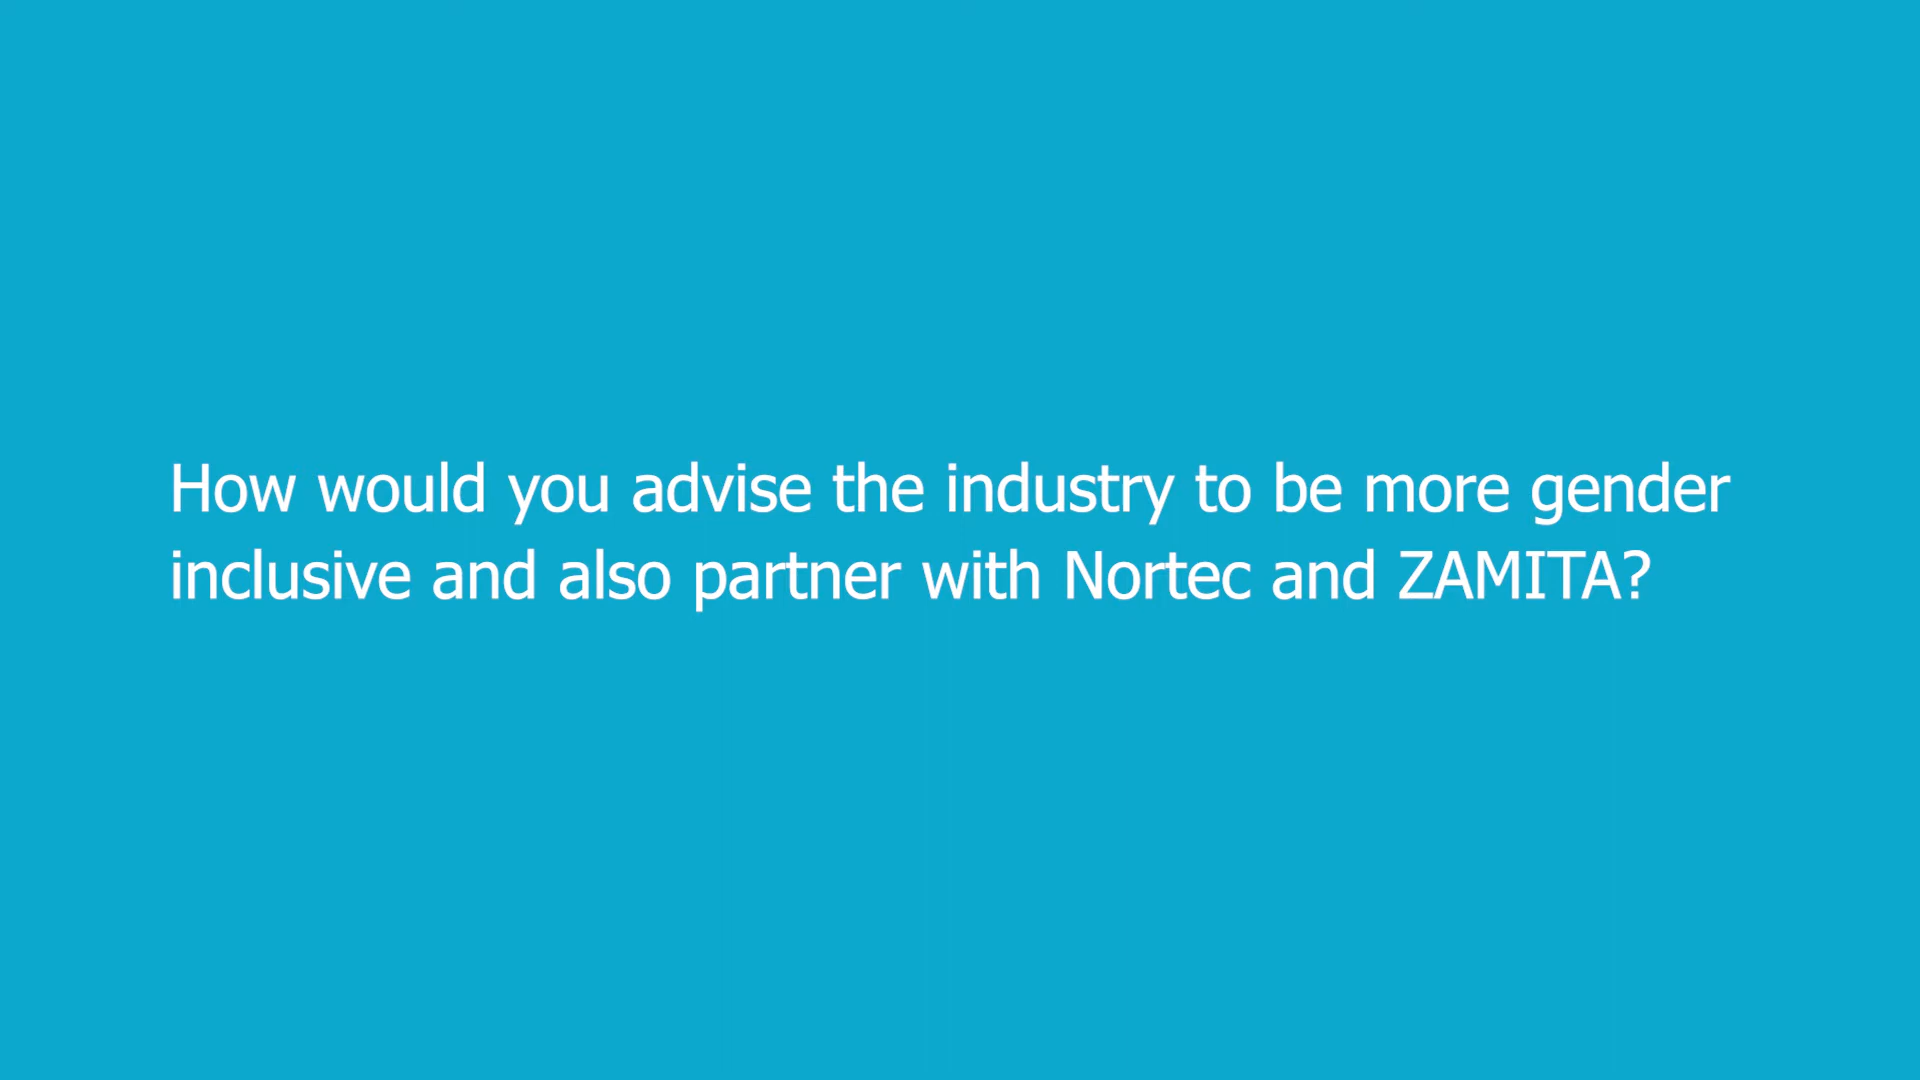 How would you advise the industry to be more gender
inclusive and also partner with Nortec and ZAMITA?